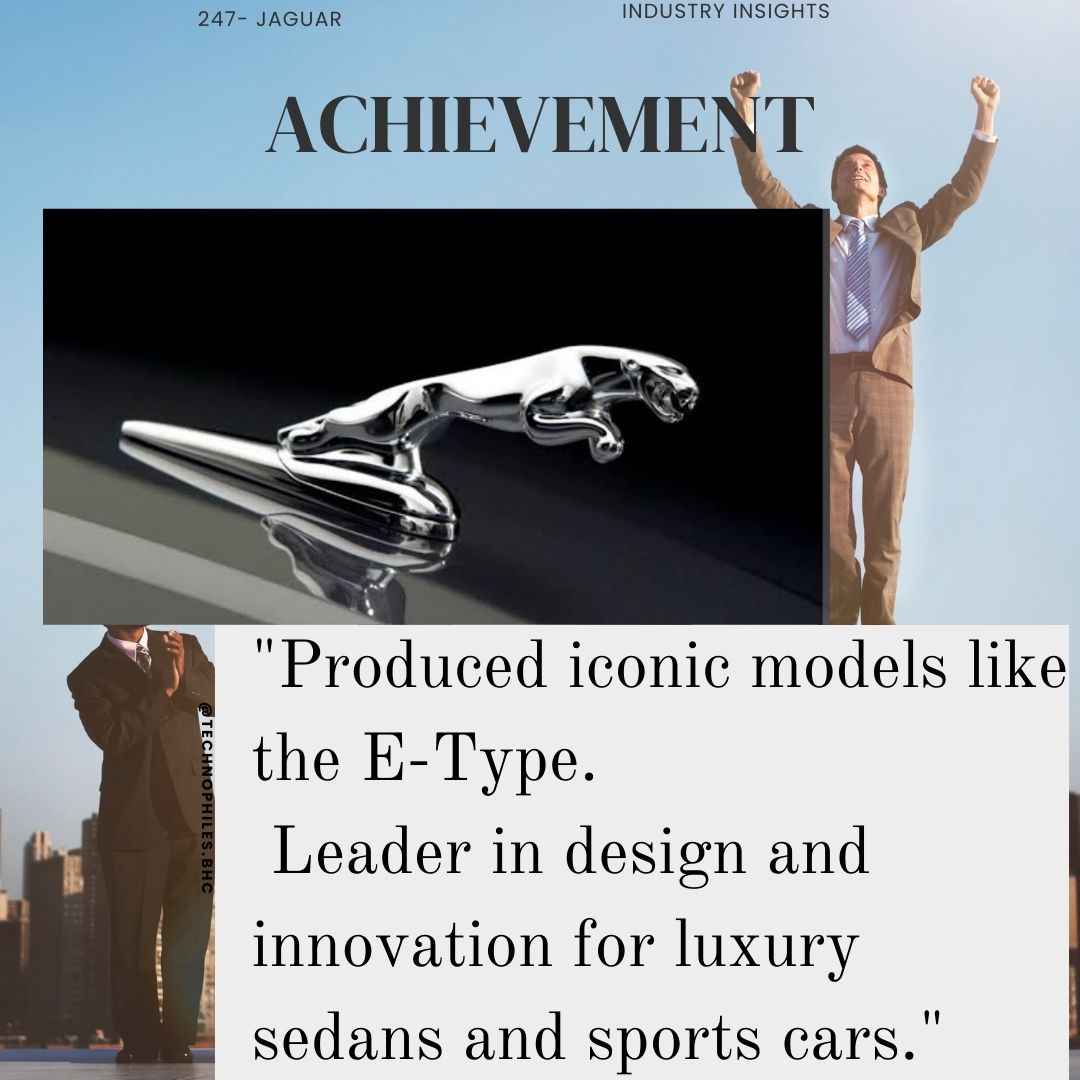 247- JAGUAR
INDUSTRY INSIGHTS
ACHIEVEMENT
"Produced iconic models like
the E-Type.
Leader in design and
innovation for luxury
sedans and sports cars."
@TECHNOPHILES.BHC